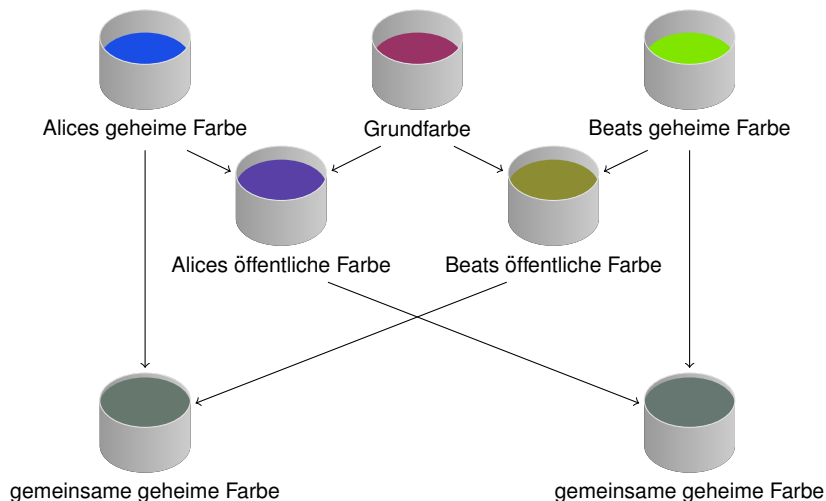 Alices geheime Farbe
Grundfarbe
Beats geheime Farbe
Alices öffentliche Farbe
Beats öffentliche Farbe
gemeinsame geheime Farbe
gemeinsame geheime Farbe